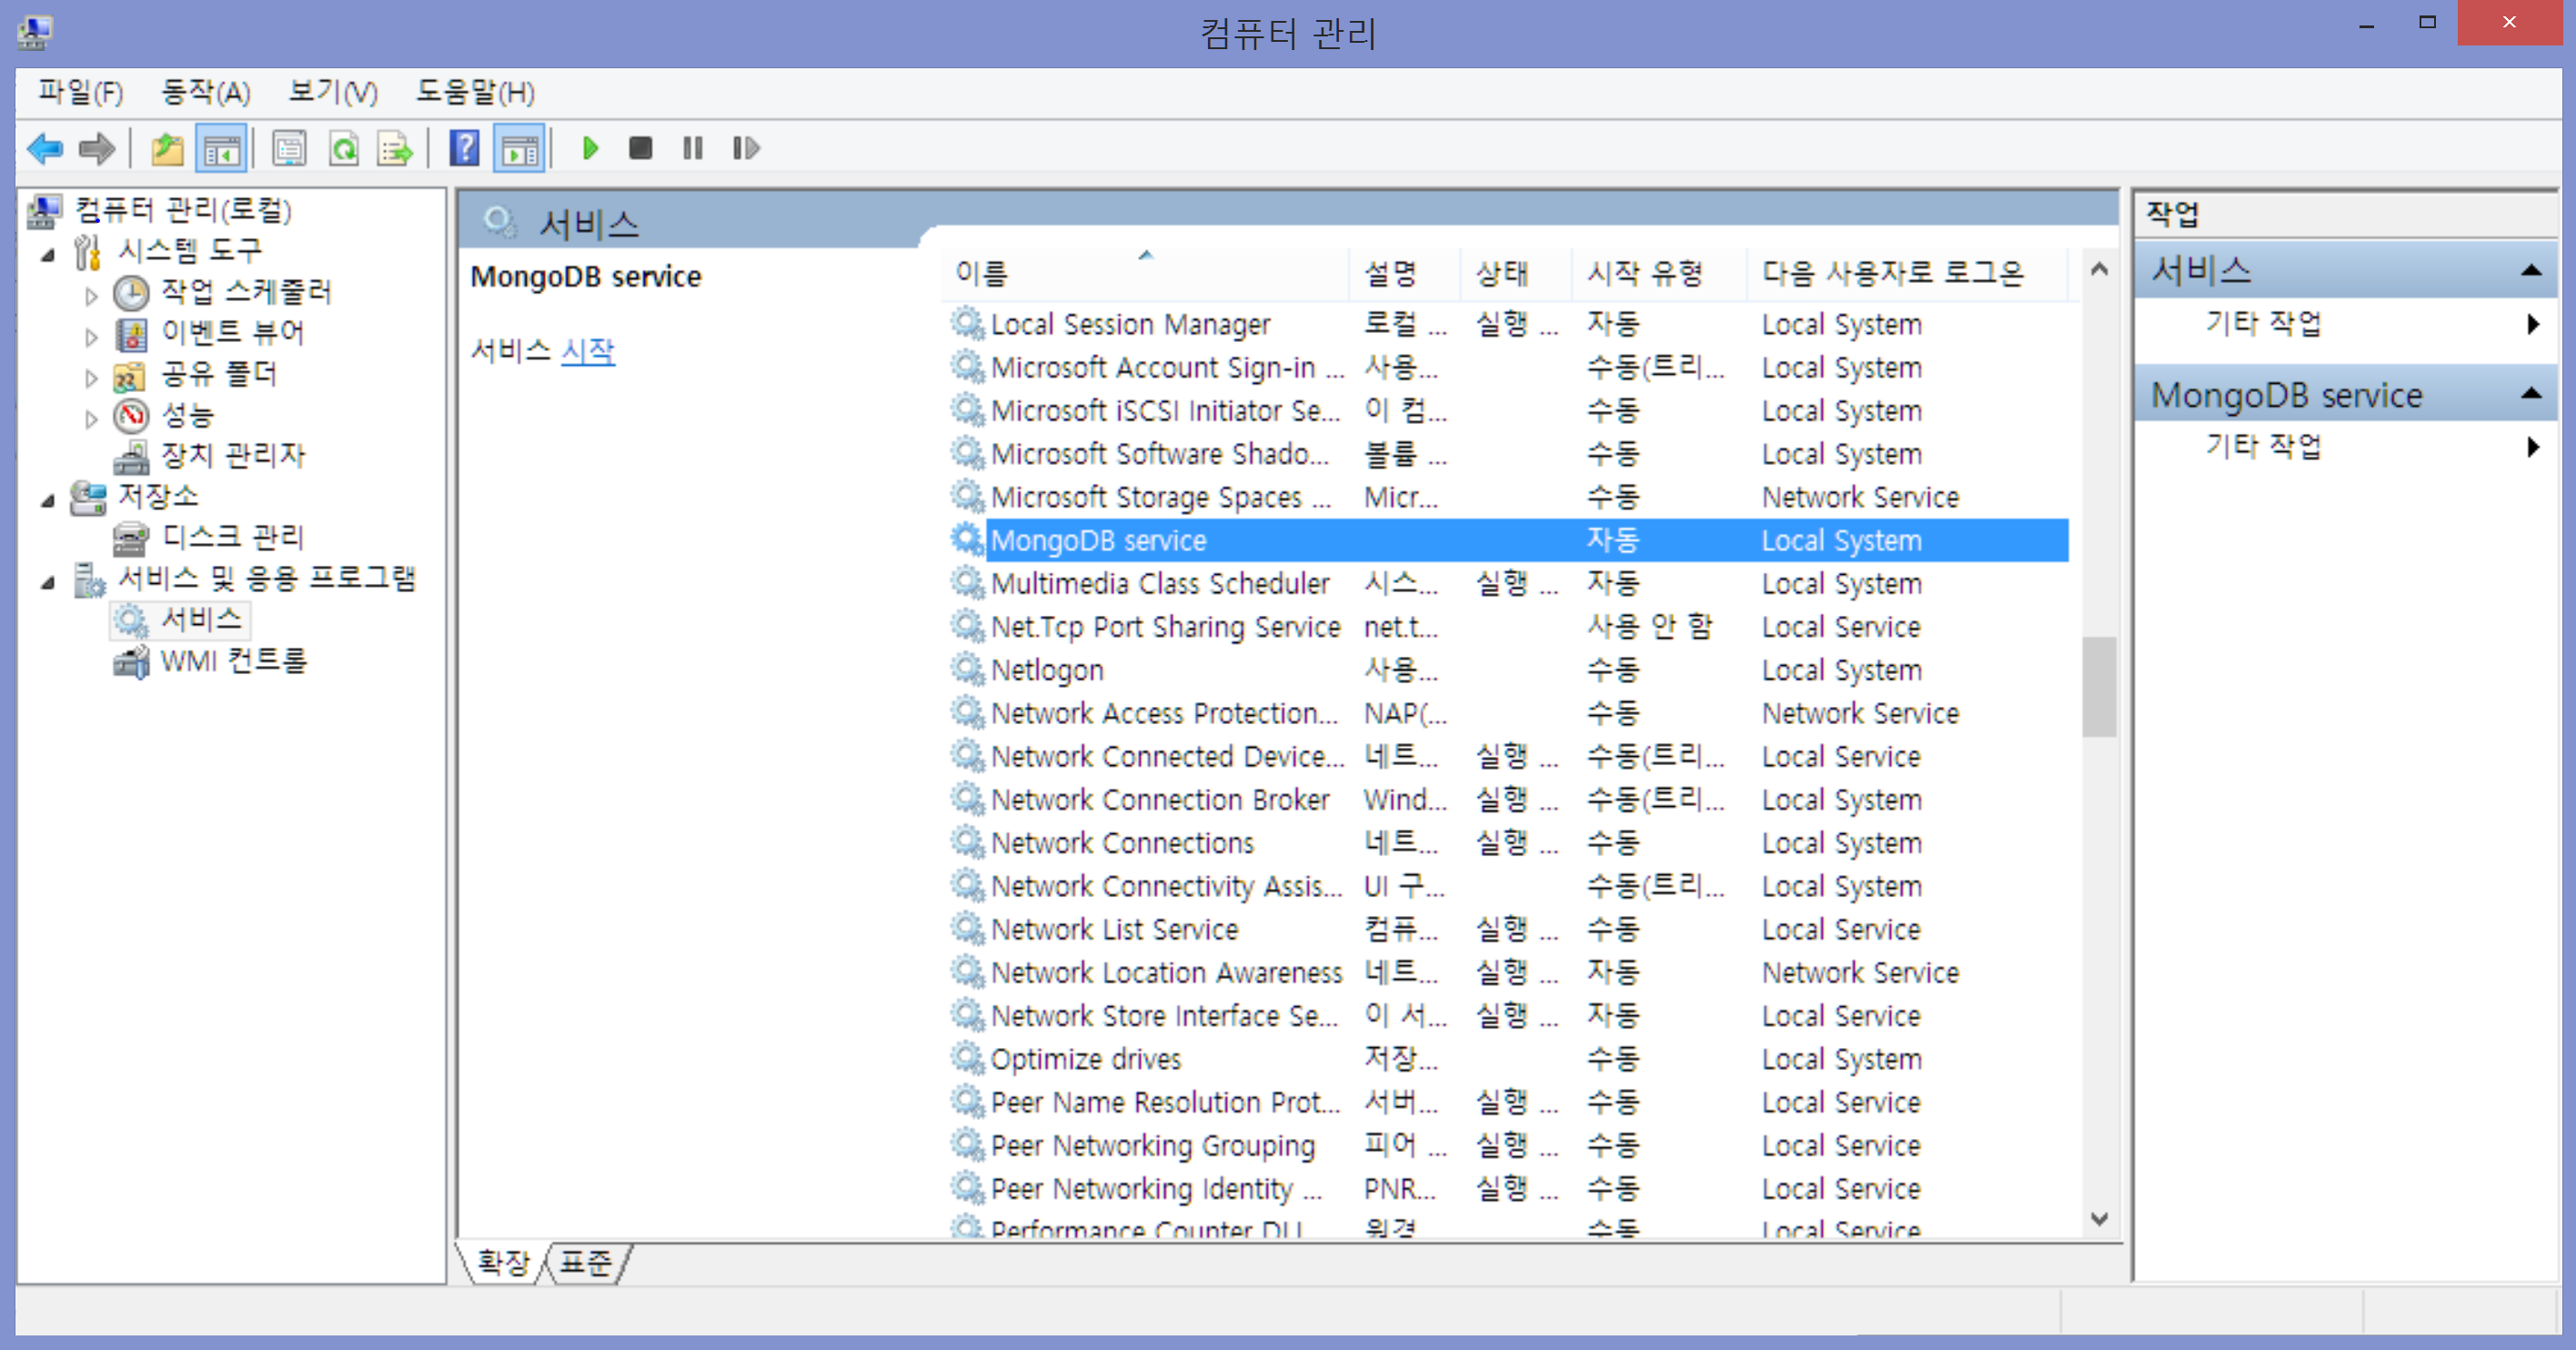 컴퓨터 관리
파일(F) 동작(A) 보기(V) 도움말(H)
컴퓨터 관리(로컬)
시스템 도구
작업 스케줄러
이벤트 뷰어
공유 폴더
성능
장치 관리자
저장소
디스크 관리
서비스 및 응용 프로그램
서비스
WMI 컨트롤
서비스
MongoDB service
서비스 시작
이름 설명 상태 시작 유형 다음 사용자로 로그온
Local Session Manager 로컬 ... 실행 ... 자동 Local System
Microsoft Account Sign-in ... 사용... 수동(트리... Local System
Microsoft iSCSI Initiator Se... 이 컴... 수동 Local System
Microsoft Software Shado... 볼륨 ... 수동 Local System
Microsoft Storage Spaces ... Micr... 수동 Network Service
MongoDB service 자동 Local System
Multimedia Class Scheduler 시스... 실행 ... 자동 Local System
Net.Tcp Port Sharing Service net.t... 사용 안 함 Local Service
Netlogon 사용... 수동 Local System
Network Access Protection... NAP(... 수동 Network Service
Network Connected Device... 네트... 실행 ... 수동(트리... Local Service
Network Connection Broker Wind... 실행 ... 수동(트리... Local System
Network Connections 네트... 실행 ... 수동 Local System
Network Connectivity Assis... UI 구... 수동(트리... Local System
Network List Service 컴퓨... 실행 ... 수동 Local Service
Network Location Awareness 네트... 실행 ... 자동 Network Service
Network Store Interface Se... 이 서... 실행 ... 자동 Local Service
Optimize drives 저장... 수동 Local System
Peer Name Resolution Prot... 서버... 실행 ... 수동 Local Service
Peer Networking Grouping 피어 ... 실행 ... 수동 Local Service
Peer Networking Identity ... PNR... 실행 ... 수동 Local Service
Performance Counter DLL 원격 수동 Local Service
확장 표준
작업
서비스
기타 작업
MongoDB service
기타 작업